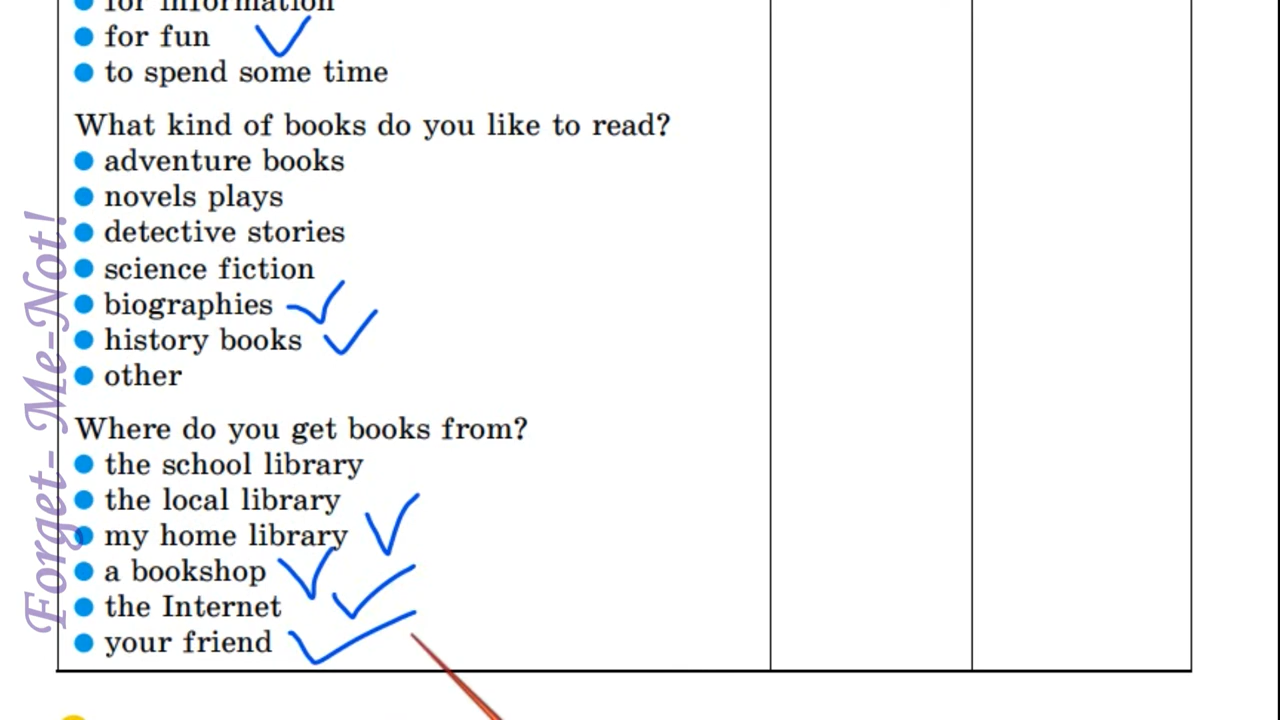 for information
for fun
to spend some time
What kind of books do you like to read?
adventure books
novels plays
detective stories
science fiction
biographies
history books
other
Where do you get books from?
the school library
the local library
my home library
a bookshop
the Internet
your friend
Forget-Me-Not!